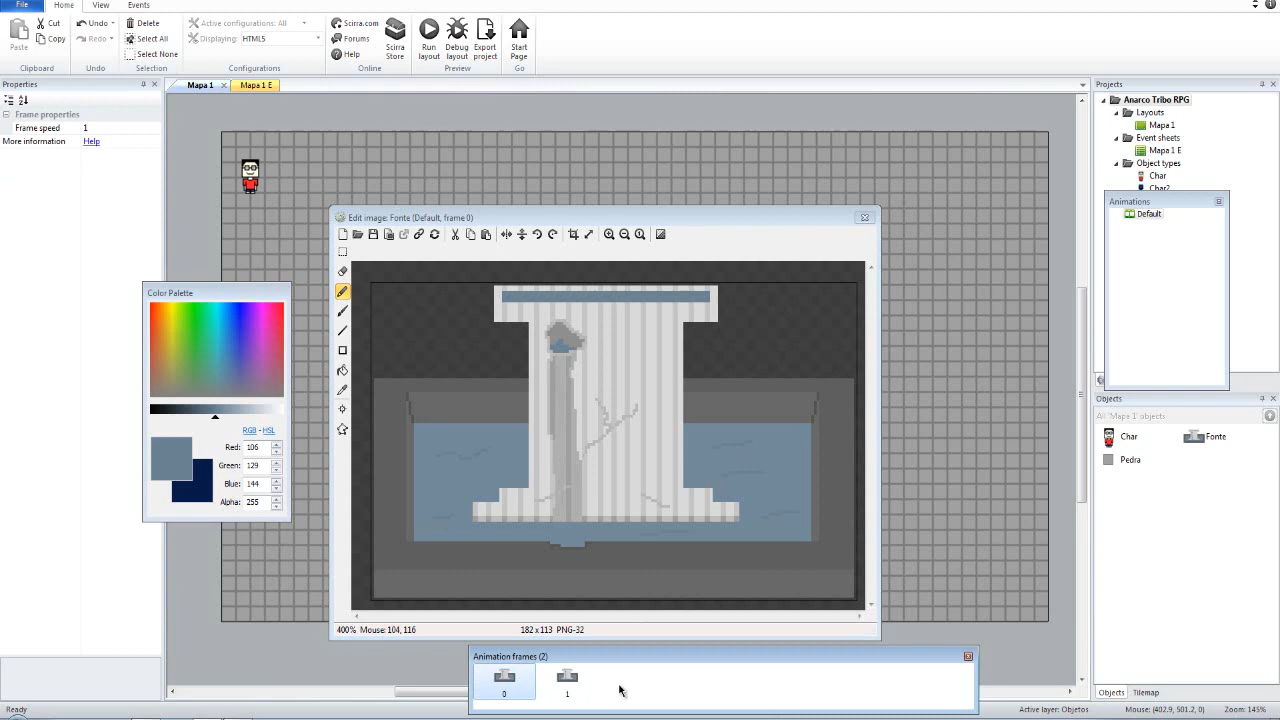 File Home View Events
Cut
Copy
Paste
Clipboard
Undo
Redo
Undo
Delete
Select All
Select None
Selection
Active configurations: All
Displaying: HTML5
Configurations
Scirra.com
Forums
Help
Scirra Store
Online
Run layout
Debug layout
Export project
Preview
Start Page
Go
Properties
Mapa 1
Mapa 1 E
Projects
Frame properties
Frame speed 1
More information Help
Anarco Tribo RPG
Layouts
Mapa 1
Event sheets
Mapa 1 E
Object types
Char
Char2
Animations
Default
Edit image: Fonte (Default, frame 0)
Color Palette
RGB - HSL
Red: 106
Green: 129
Blue: 144
Alpha: 255
400% Mouse: 104, 116 182 x 113 PNG-32
Animation frames (2)
0
1
Objects
All 'Mapa 1' objects
Char
Fonte
Pedra
Objects Tilemap
Ready
Active layer: Objetos Mouse: (402.9, 501.2, 0) Zoom: 145%